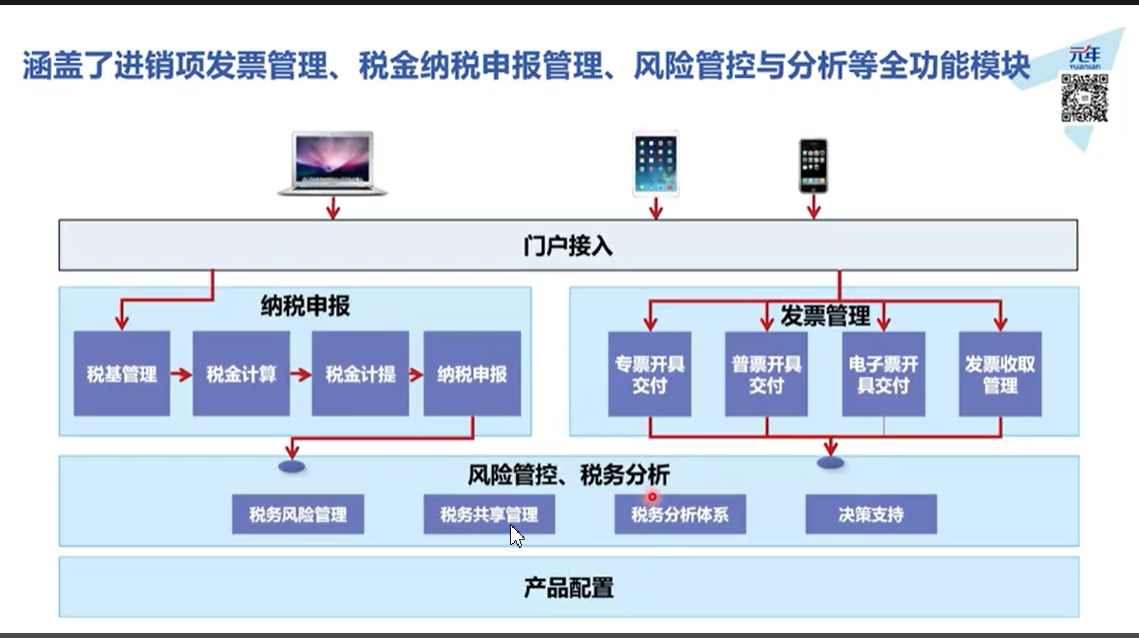 涵盖了进销项发票管理、税金纳税申报管理、风险管控与分析等全功能模块
元年
YUANIAN
门户接入
纳税申报
税基管理
税金计算
税金计提
纳税申报
发票管理
专票开具
交付
普票开具
交付
电子票开
具交付
发票收取
管理
风险管控、税务分析
税务风险管理
税务共享管理
税务分析体系
决策支持
产品配置